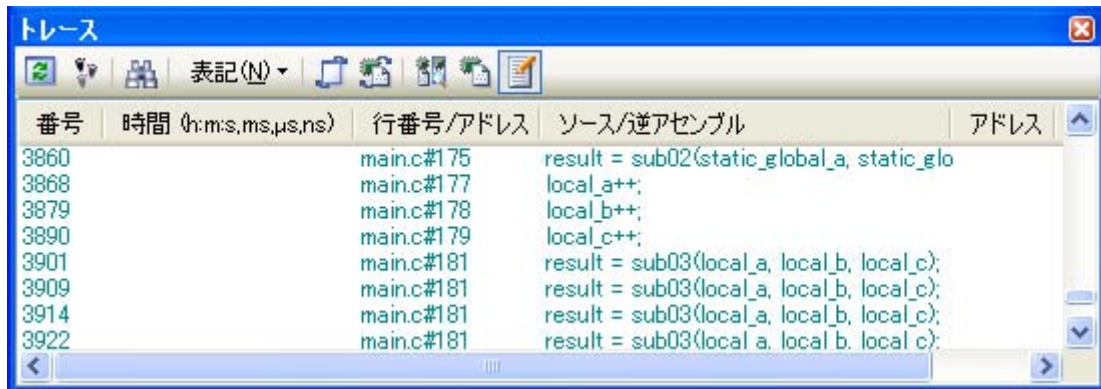 トレース
表記(N)
番号 時間 (h:m:s,ms,μs,ns) 行番号/アドレス ソース/逆アセンブル アドレス
3860 main.c#175 result = sub02(static_global_a, static_glo
3868 main.c#177 local_a++;
3879 main.c#178 local_b++;
3890 main.c#179 local_c++;
3901 main.c#181 result = sub03(local_a, local_b, local_c);
3909 main.c#181 result = sub03(local_a, local_b, local_c);
3914 main.c#181 result = sub03(local_a, local_b, local_c);
3922 main.c#181 result = sub03(local_a, local_b, local_c);